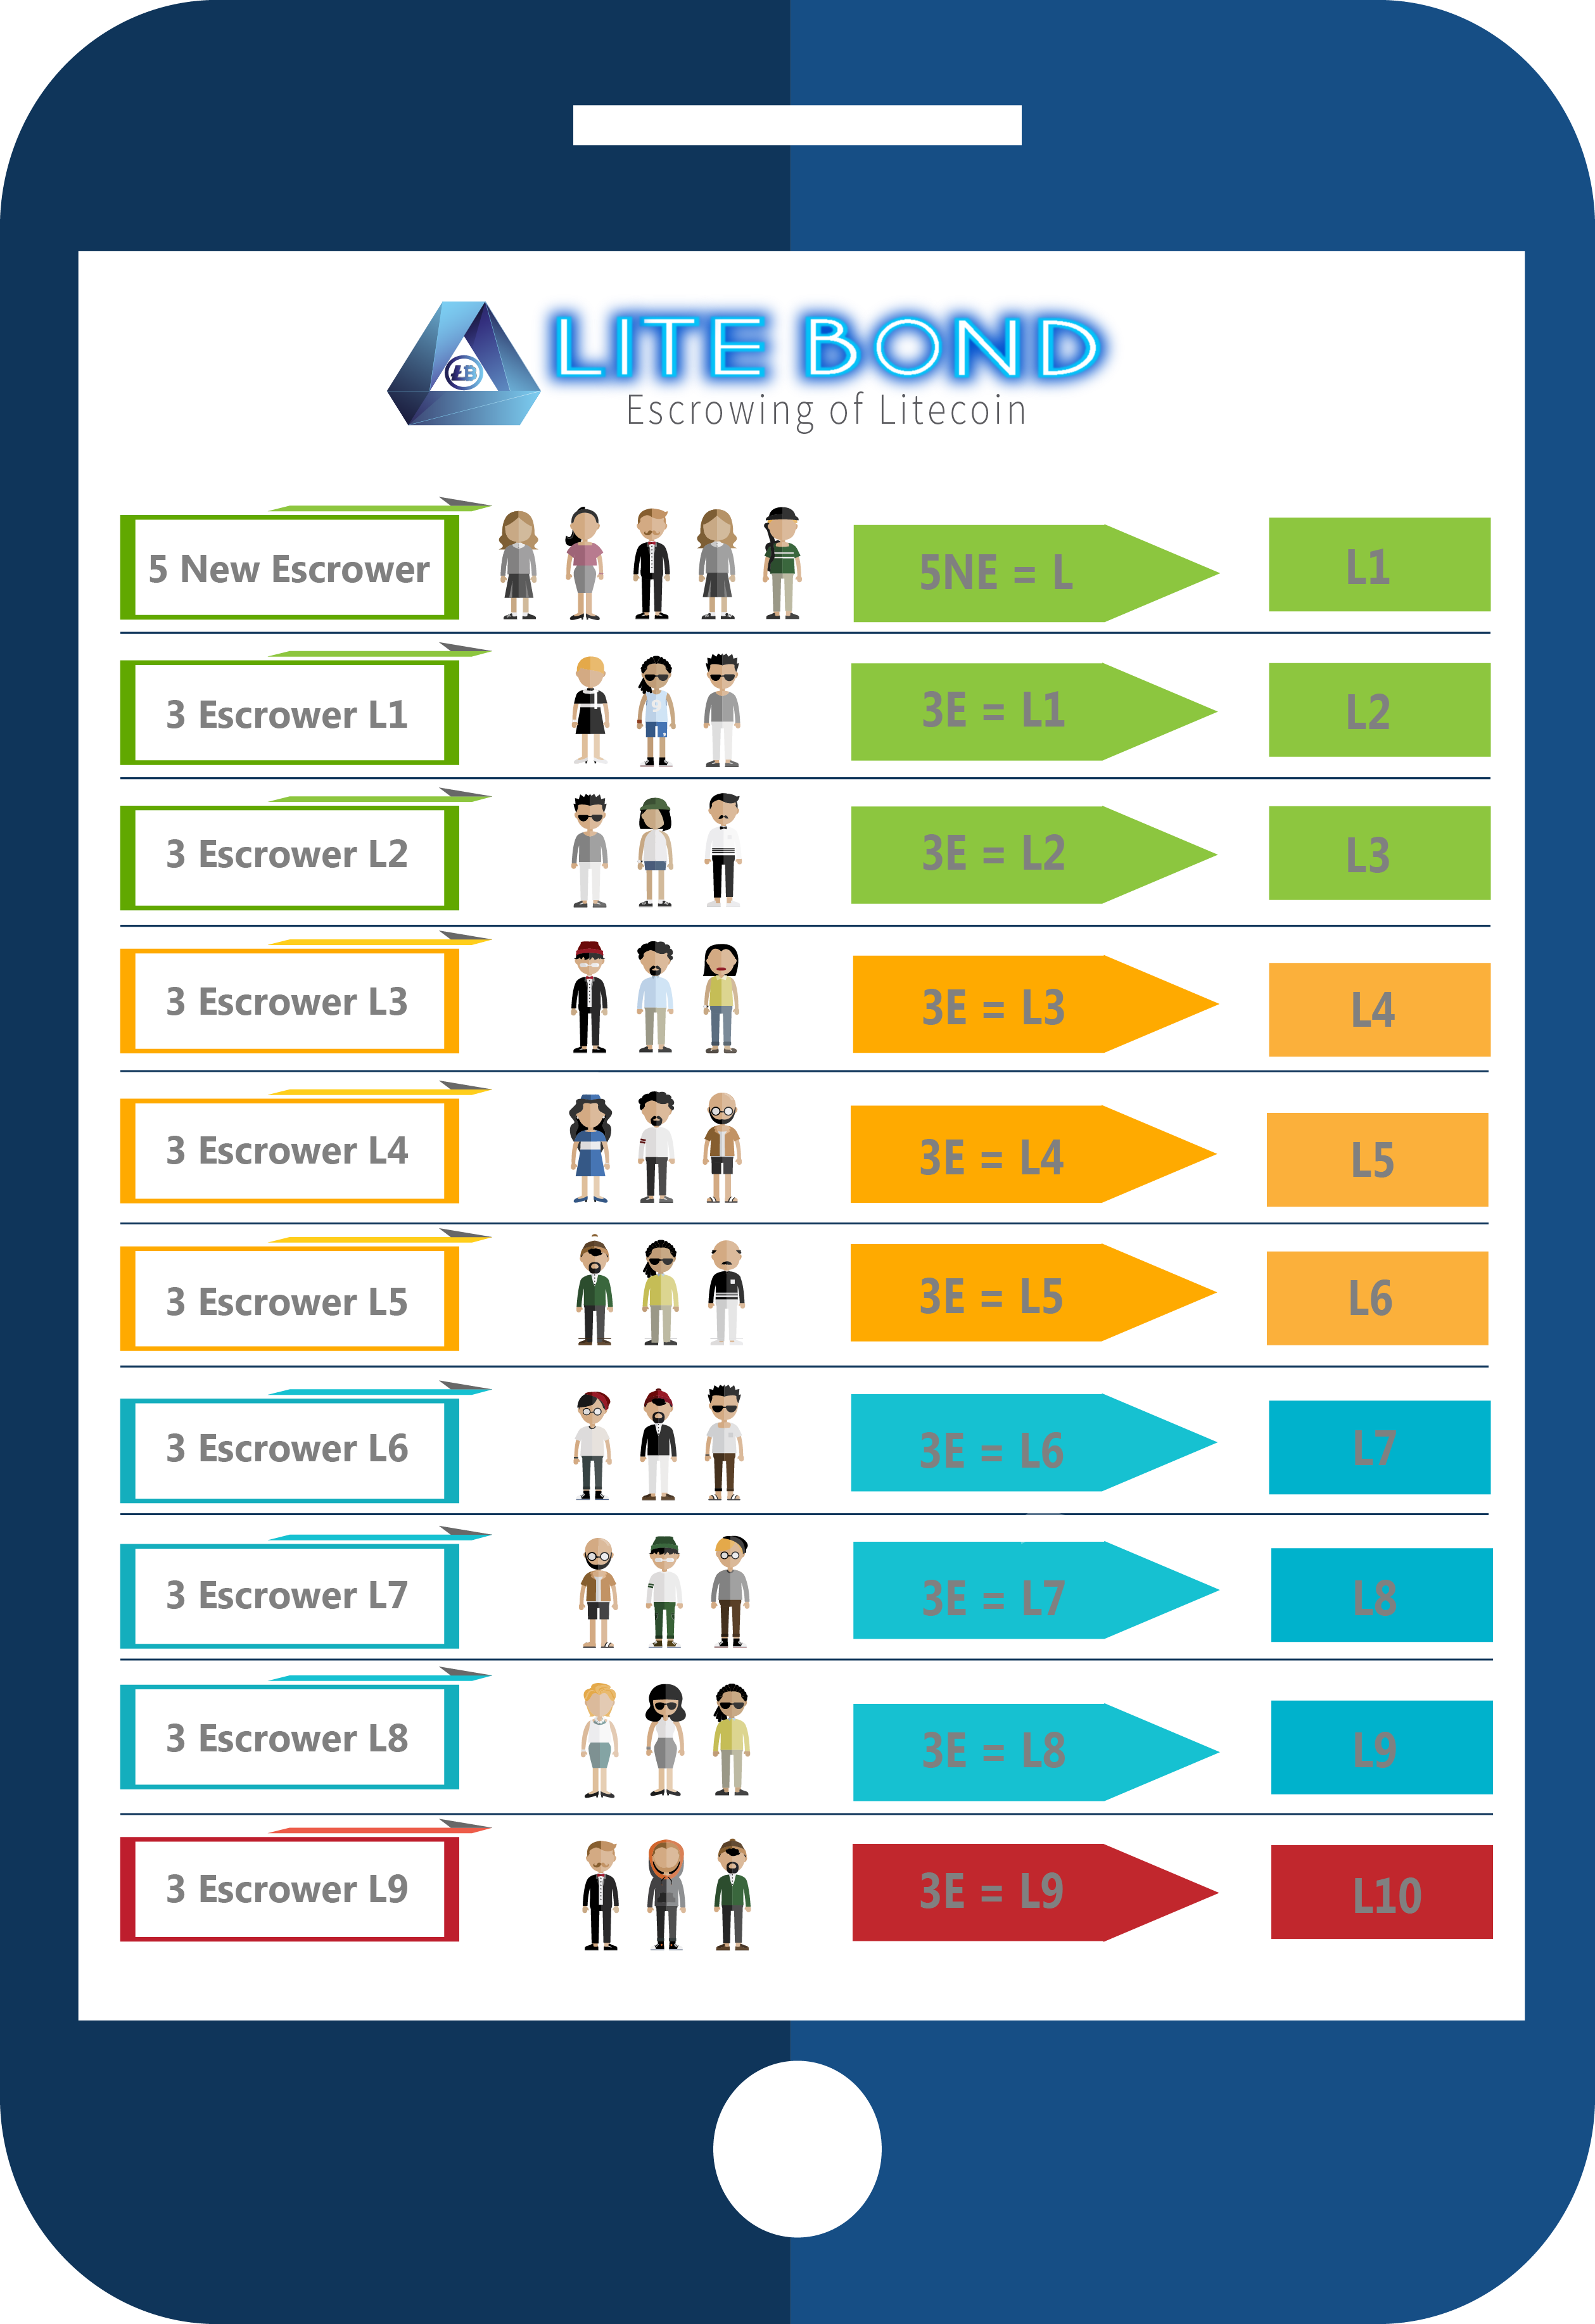 LITE BOND
Escrowing of Litecoin
5 New Escrower 5NE = L L1
3 Escrower L1 3E = L1 L2
3 Escrower L2 3E = L2 L3
3 Escrower L3 3E = L3 L4
3 Escrower L4 3E = L4 L5
3 Escrower L5 3E = L5 L6
3 Escrower L6 3E = L6 L7
3 Escrower L7 3E = L7 L8
3 Escrower L8 3E = L8 L9
3 Escrower L9 3E = L9 L10